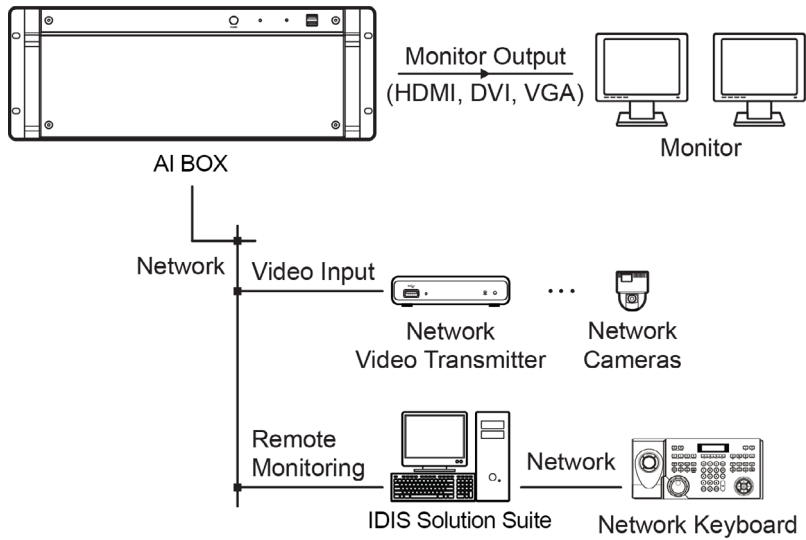 Monitor Output
(HDMI, DVI, VGA)
Monitor
AI BOX
Network
Video Input
Network
Video Transmitter
...
Network
Cameras
Remote
Monitoring
IDIS Solution Suite
Network
Network Keyboard